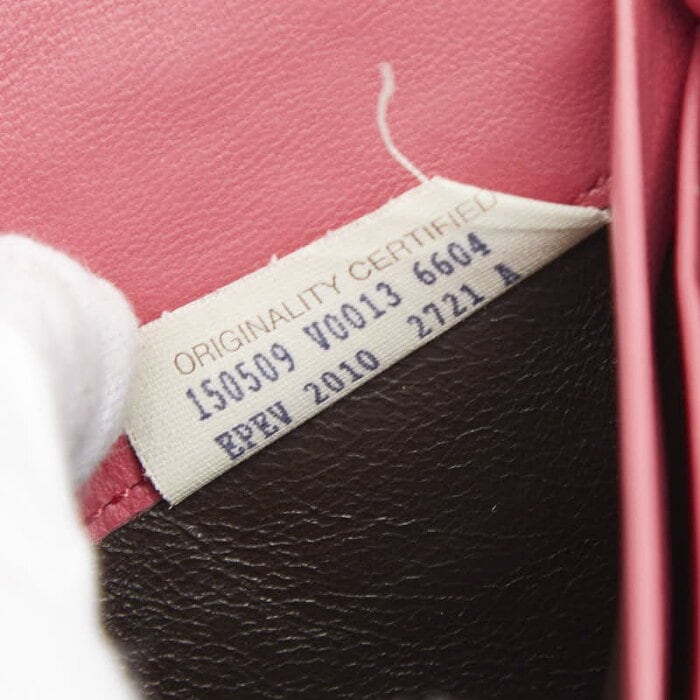 ORIGINALITY CERTIFIED
150509 V0013 6604
EPEV 2010 2721 A